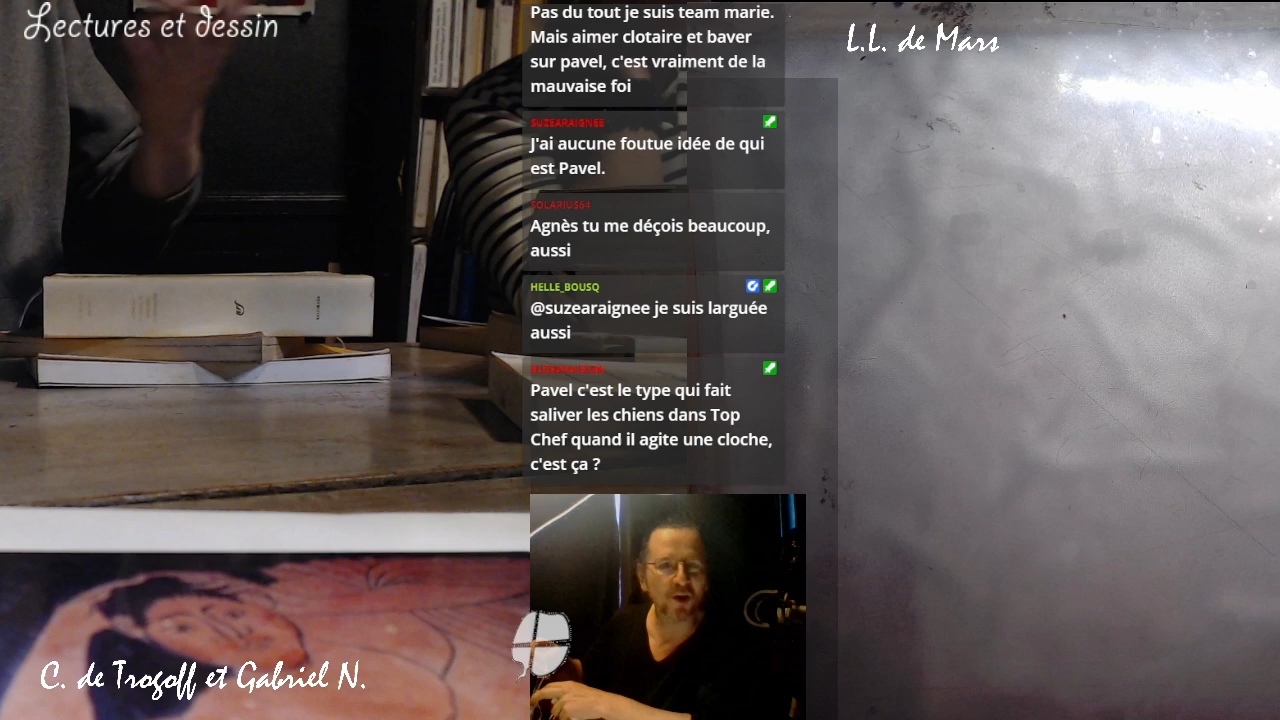 Lectures et dessin
Pas du tout je suis team marie.
Mais aimer clotaire et baver
sur pavel, c'est vraiment de la
mauvaise foi
SUZEARAIGNEE
J'ai aucune foutue idée de qui
est Pavel.
SOLARIUS64
Agnès tu me déçois beaucoup,
aussi
HELLE_BOUSQ
@suzearaignee je suis larguée
aussi
Pavel c'est le type qui fait
saliver les chiens dans Top
Chef quand il agite une cloche,
c'est ça ?
L.L. de Mars
C. de Trogoff et Gabriel N.